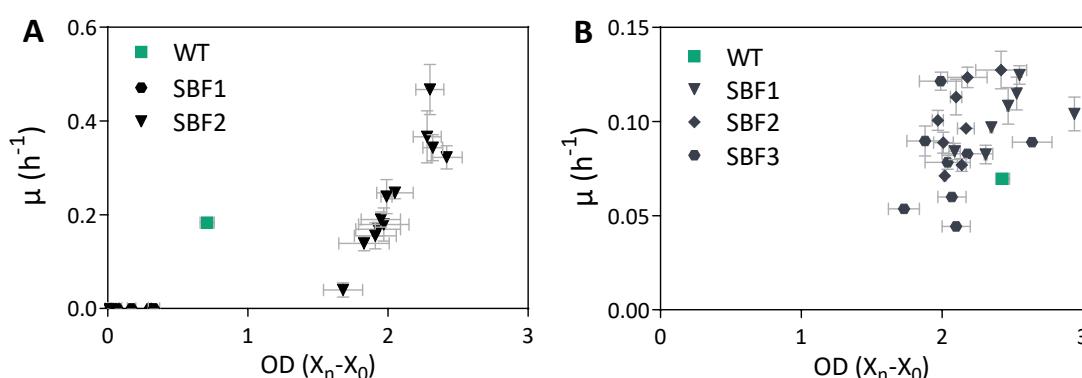 A
μ (h⁻¹)
0.6
0.4
0.2
0.0
WT
SBF1
SBF2
0
1
2
3
OD (Xₙ-X₀)
B
μ (h⁻¹)
0.15
0.10
0.05
0.00
WT
SBF1
SBF2
SBF3
0
1
2
3
OD (Xₙ-X₀)